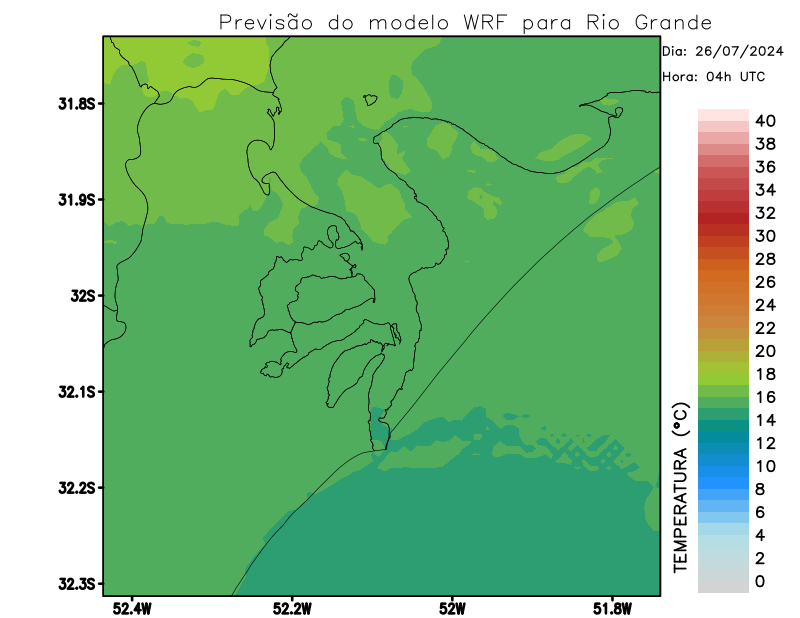 Previsão do modelo WRF para Rio Grande
Dia: 26/07/2024
Hora: 04h UTC
31.8S
31.9S
32S
32.1S
32.2S
32.3S
52.4W
52.2W
52W
51.8W
TEMPERATURA (°C)
40
38
36
34
32
30
28
26
24
22
20
18
16
14
12
10
8
6
4
2
0